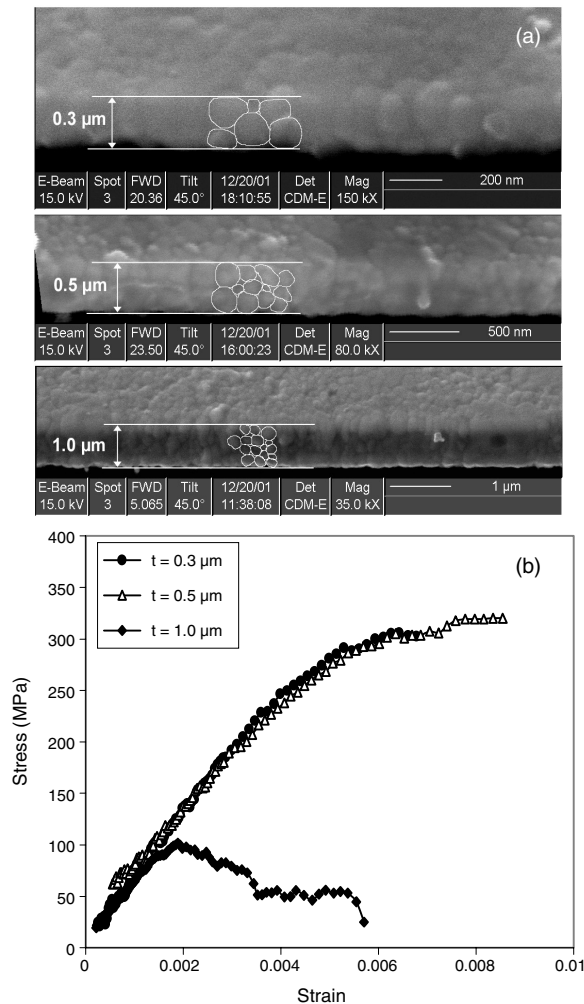 (a)
0.3 µm
E-Beam Spot FWD Tilt 12/20/01 Det Mag 200 nm
15.0 kV 3 20.36 45.0° 18:10:55 CDM-E 150 kX
0.5 µm
E-Beam Spot FWD Tilt 12/20/01 Det Mag 500 nm
15.0 kV 3 23.50 45.0° 16:00:23 CDM-E 80.0 kX
1.0 µm
E-Beam Spot FWD Tilt 12/20/01 Det Mag 1 µm
15.0 kV 3 5.065 45.0° 11:38:08 CDM-E 35.0 kX
400
350
300
250
200
150
100
50
0
Stress (MPa)
t = 0.3 µm
t = 0.5 µm
t = 1.0 µm
(b)
0 0.002 0.004 0.006 0.008 0.01
Strain